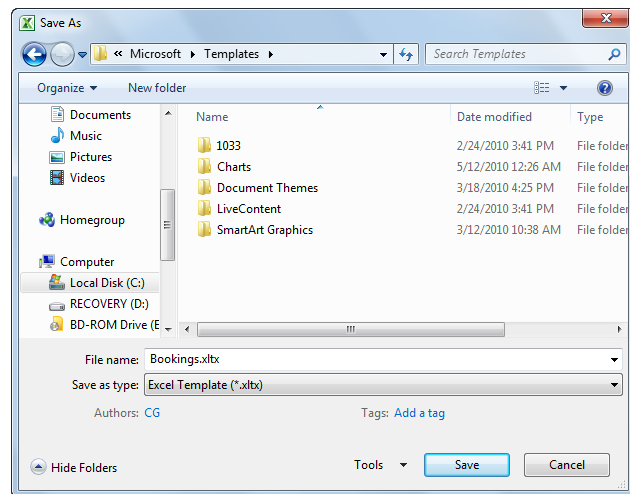 Save As
« Microsoft ▸ Templates ▸ Search Templates
Organize New folder
Name Date modified Type
Documents
Music
Pictures
Videos
Homegroup
Computer
Local Disk (C:)
RECOVERY (D:)
BD-ROM Drive (E
1033 2/24/2010 3:41 PM File folder
Charts 5/12/2010 12:26 AM File folder
Document Themes 3/18/2010 4:25 PM File folder
LiveContent 2/24/2010 3:41 PM File folder
SmartArt Graphics 3/12/2010 10:38 AM File folder
File name: Bookings.xltx
Save as type: Excel Template (*.xltx)
Authors: CG Tags: Add a tag
Hide Folders Tools Save Cancel